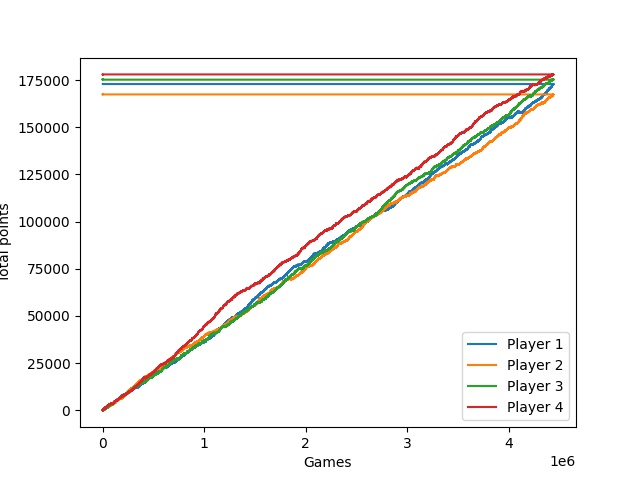 175000
150000
125000
100000
75000
50000
25000
0
Total points
0 1 2 3 4
1e6
Games
Player 1
Player 2
Player 3
Player 4